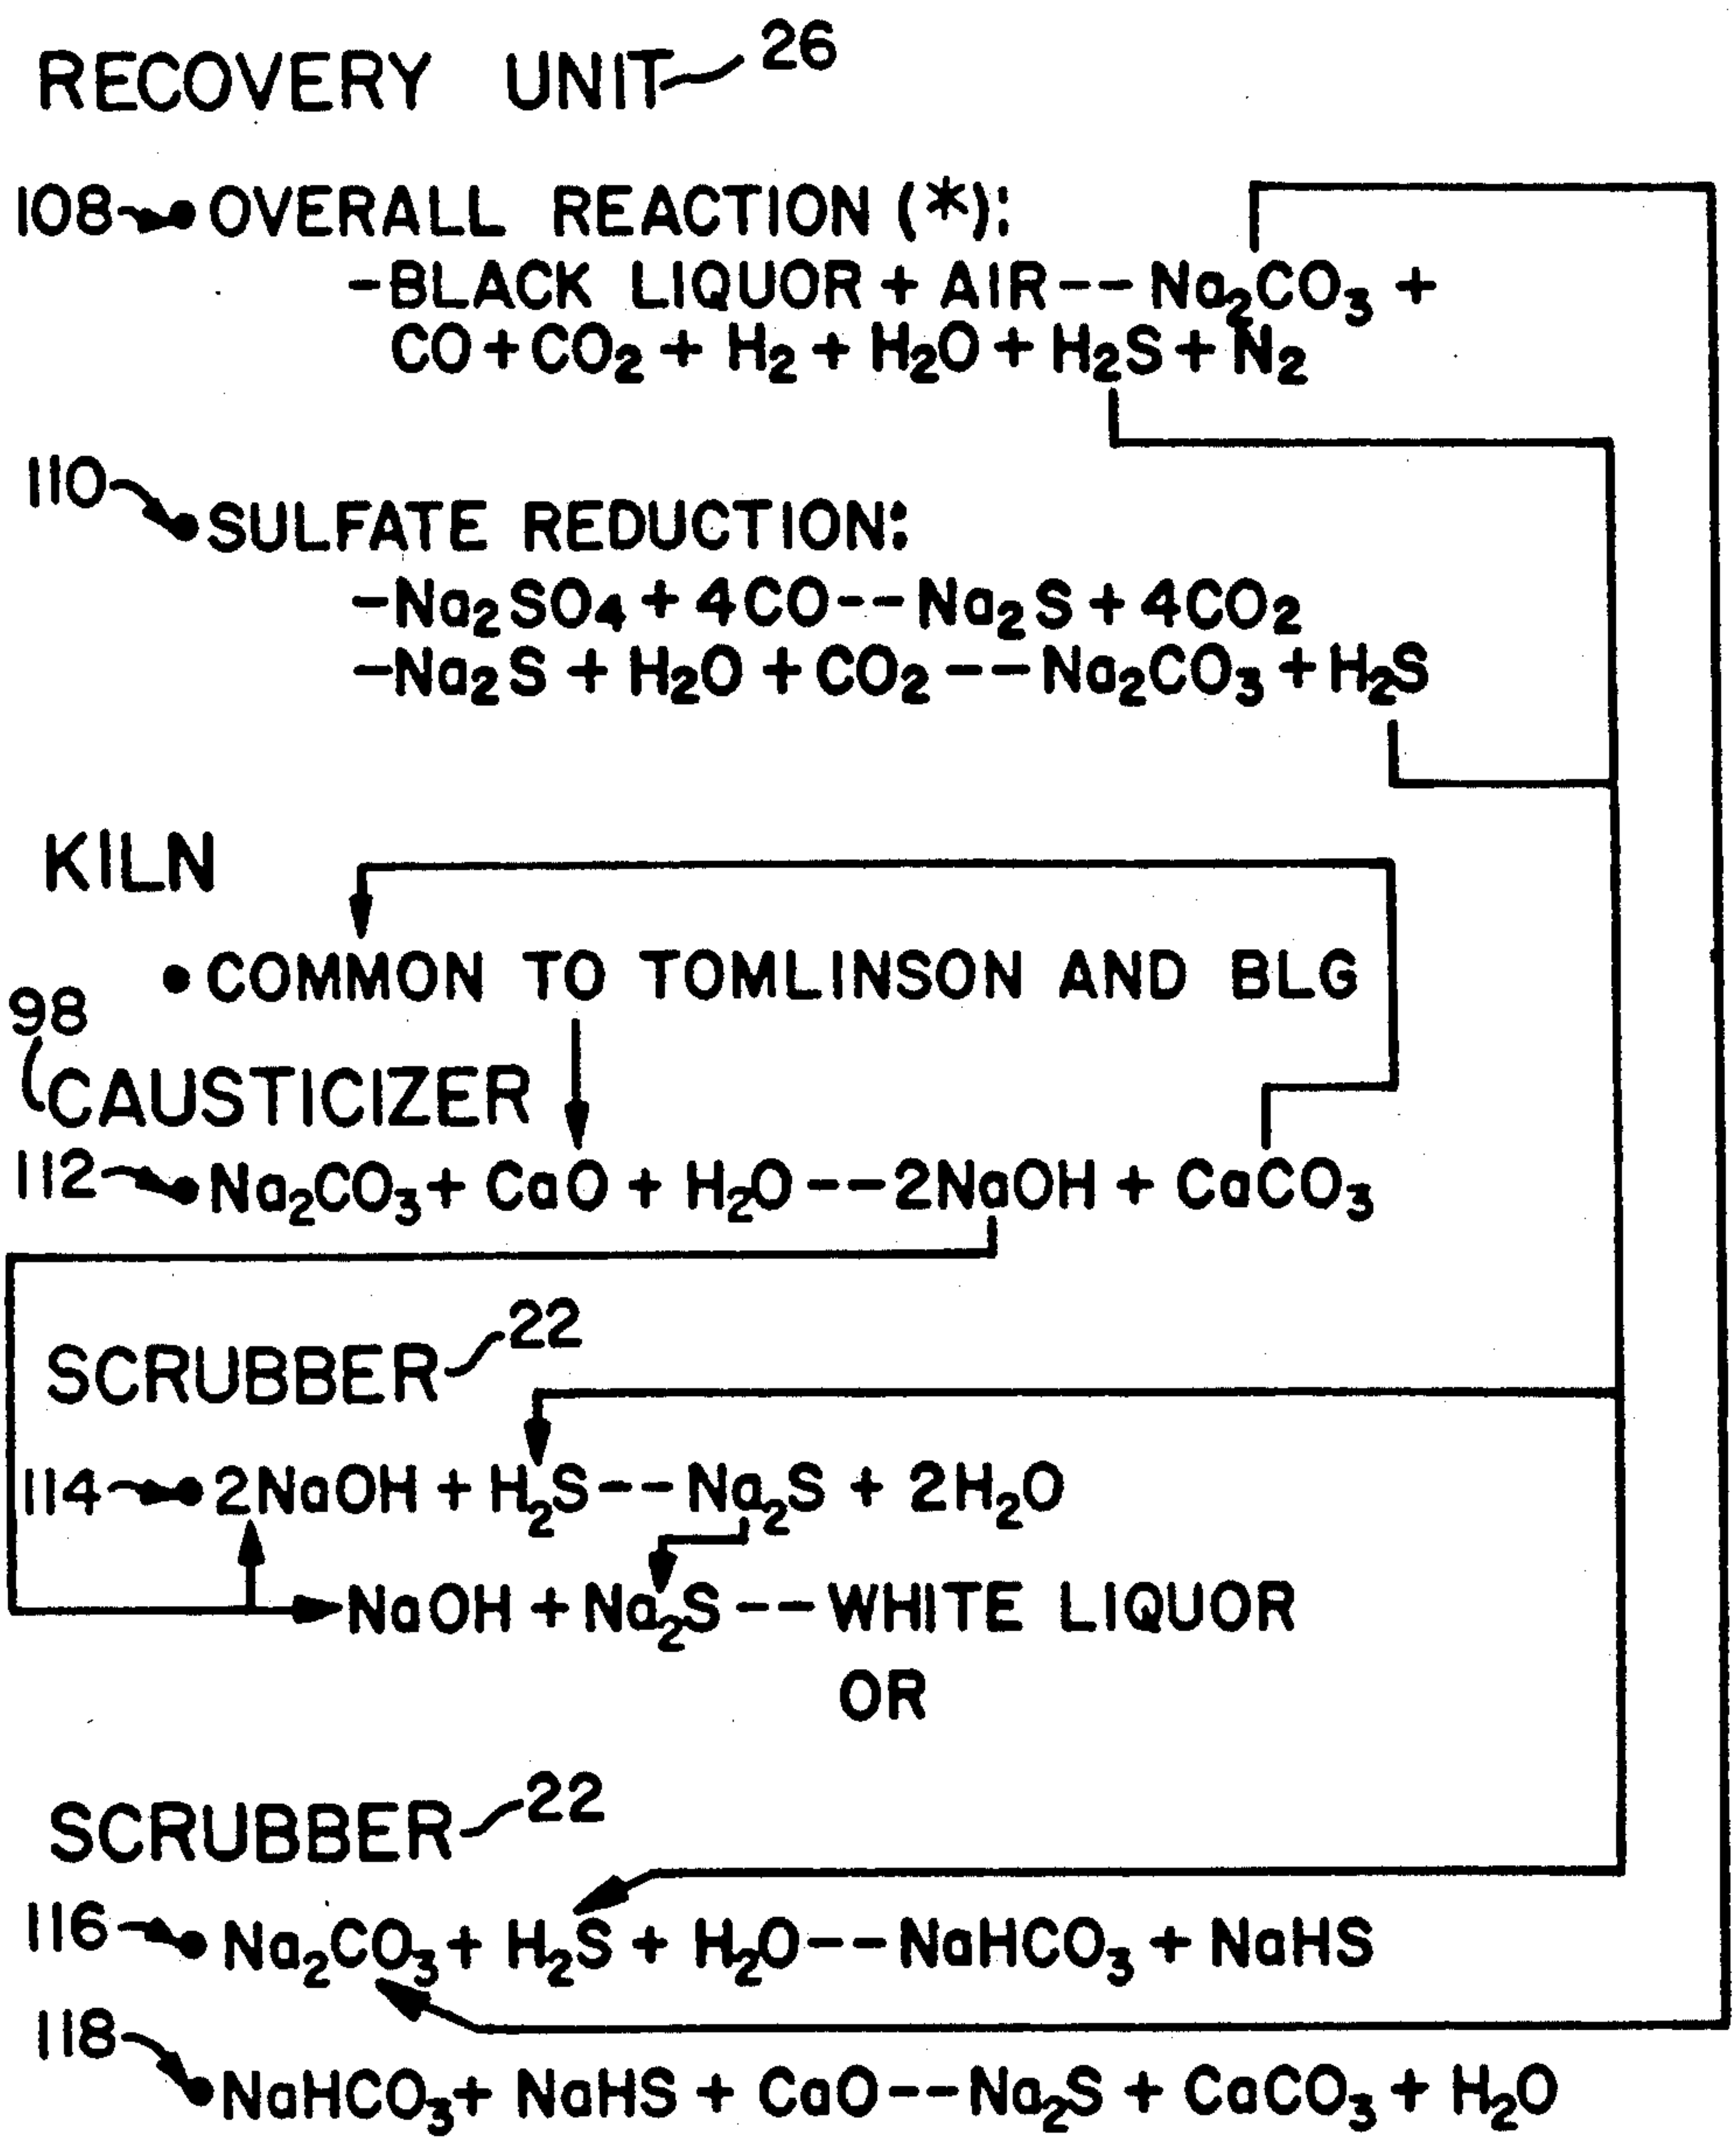 RECOVERY UNIT 26
108 • OVERALL REACTION (*):
-BLACK LIQUOR + AIR -- Na₂CO₃ +
CO + CO₂ + H₂ + H₂O + H₂S + N₂
110 • SULFATE REDUCTION:
-Na₂SO₄ + 4CO -- Na₂S + 4CO₂
-Na₂S + H₂O + CO₂ -- Na₂CO₃ + H₂S
KILN
• COMMON TO TOMLINSON AND BLG
98
CAUSTICIZER
112 • Na₂CO₃ + CaO + H₂O -- 2NaOH + CaCO₃
SCRUBBER 22
114 • 2NaOH + H₂S -- Na₂S + 2H₂O
NaOH + Na₂S -- WHITE LIQUOR
OR
SCRUBBER 22
116 • Na₂CO₃ + H₂S + H₂O -- NaHCO₃ + NaHS
118 • NaHCO₃ + NaHS + CaO -- Na₂S + CaCO₃ + H₂O